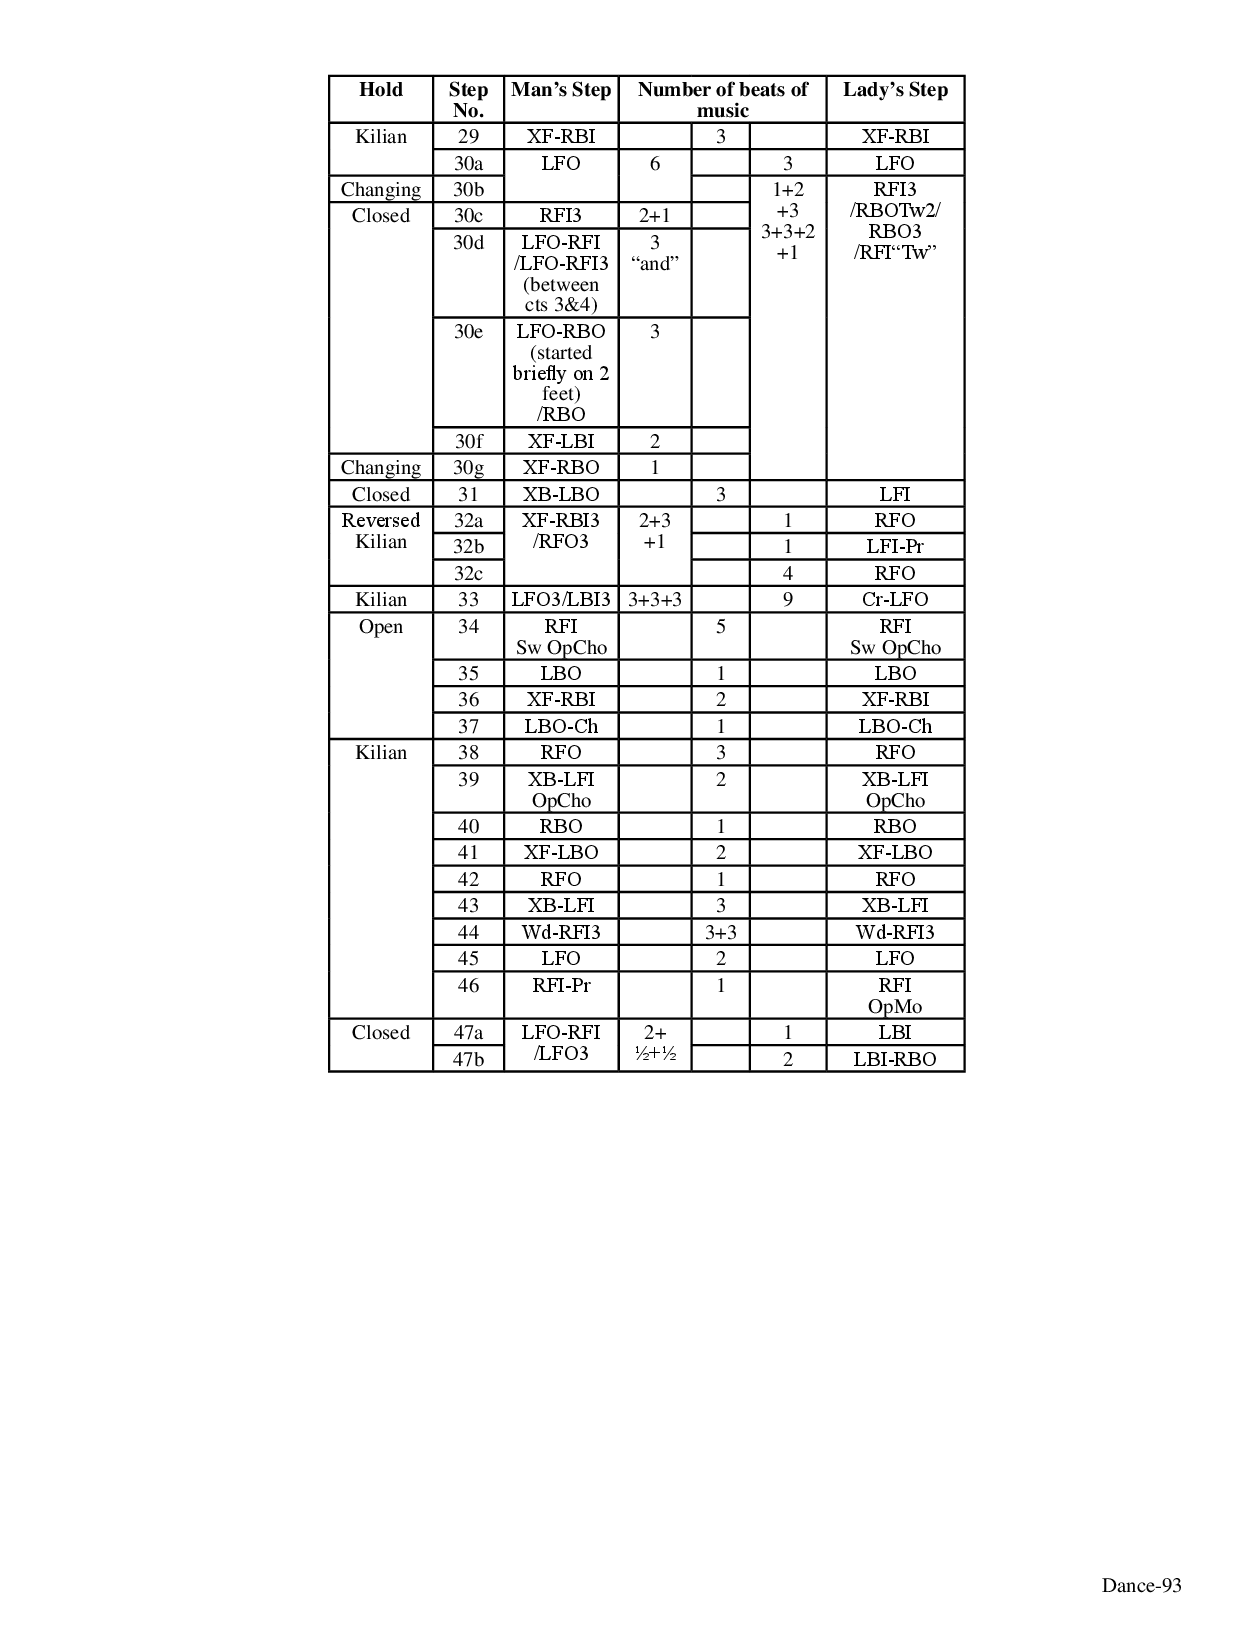 Hold Step No. Man's Step Number of beats of music Lady's Step
Kilian 29 XF-RBI 3 XF-RBI
30a LFO 6 3 LFO
Changing 30b 1+2 RFI3
Closed 30c RFI3 2+1 +3 /RBOTw2/
30d LFO-RFI 3 3+3+2 RBO3
/LFO-RFI3 “and” +1 /RFI“Tw”
(between
cts 3&4)
30e LFO-RBO 3
(started
briefly on 2
feet)
/RBO
30f XF-LBI 2
Changing 30g XF-RBO 1
Closed 31 XB-LBO 3 LFI
Reversed 32a XF-RBI3 2+3 1 RFO
Kilian 32b /RFO3 +1 1 LFI-Pr
32c 4 RFO
Kilian 33 LFO3/LBI3 3+3+3 9 Cr-LFO
Open 34 RFI 5 RFI
Sw OpCho Sw OpCho
35 LBO 1 LBO
36 XF-RBI 2 XF-RBI
37 LBO-Ch 1 LBO-Ch
Kilian 38 RFO 3 RFO
39 XB-LFI 2 XB-LFI
OpCho OpCho
40 RBO 1 RBO
41 XF-LBO 2 XF-LBO
42 RFO 1 RFO
43 XB-LFI 3 XB-LFI
44 Wd-RFI3 3+3 Wd-RFI3
45 LFO 2 LFO
46 RFI-Pr 1 RFI
OpMo
Closed 47a LFO-RFI 2+ 1 LBI
47b /LFO3 ½+½ 2 LBI-RBO
Dance-93